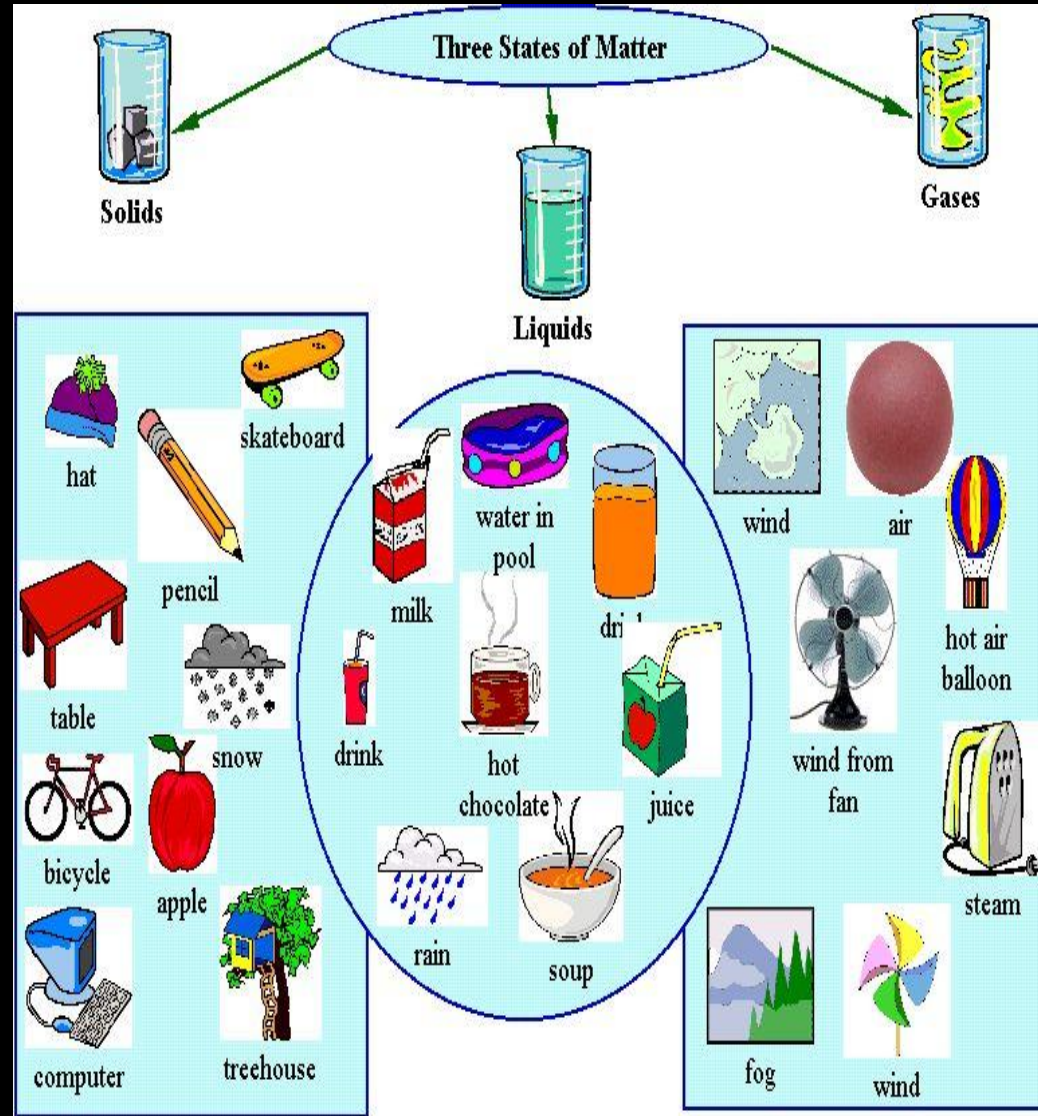 Three States of Matter
Solids
Liquids
Gases
hat
skateboard
pencil
table
snow
bicycle
apple
computer
treehouse
milk
water in
pool
drink
hot
chocolate
juice
rain
soup
wind
air
hot air
balloon
wind from
fan
steam
fog
wind